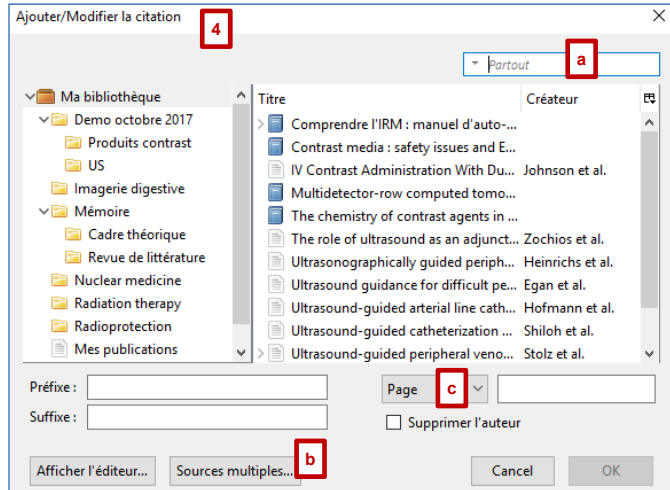 Ajouter/Modifier la citation
4
Partout
a
Ma bibliothèque
Demo octobre 2017
Produits contrast
US
Imagerie digestive
Mémoire
Cadre théorique
Revue de littérature
Nuclear medicine
Radiation therapy
Radioprotection
Mes publications
Titre Créateur
Comprendre l'IRM : manuel d'auto-...
Contrast media : safety issues and E...
IV Contrast Administration With Du... Johnson et al.
Multidetector-row computed tomo...
The chemistry of contrast agents in ...
The role of ultrasound as an adjunct... Zochios et al.
Ultrasonographically guided periph... Heinrichs et al.
Ultrasound guidance for difficult pe... Egan et al.
Ultrasound-guided arterial line cath... Hofmann et al.
Ultrasound-guided catheterization ... Shiloh et al.
Ultrasound-guided peripheral veno... Stolz et al.
Préfixe :
Suffixe :
Page
c
Supprimer l'auteur
Afficher l'éditeur...
Sources multiples...
b
Cancel
OK